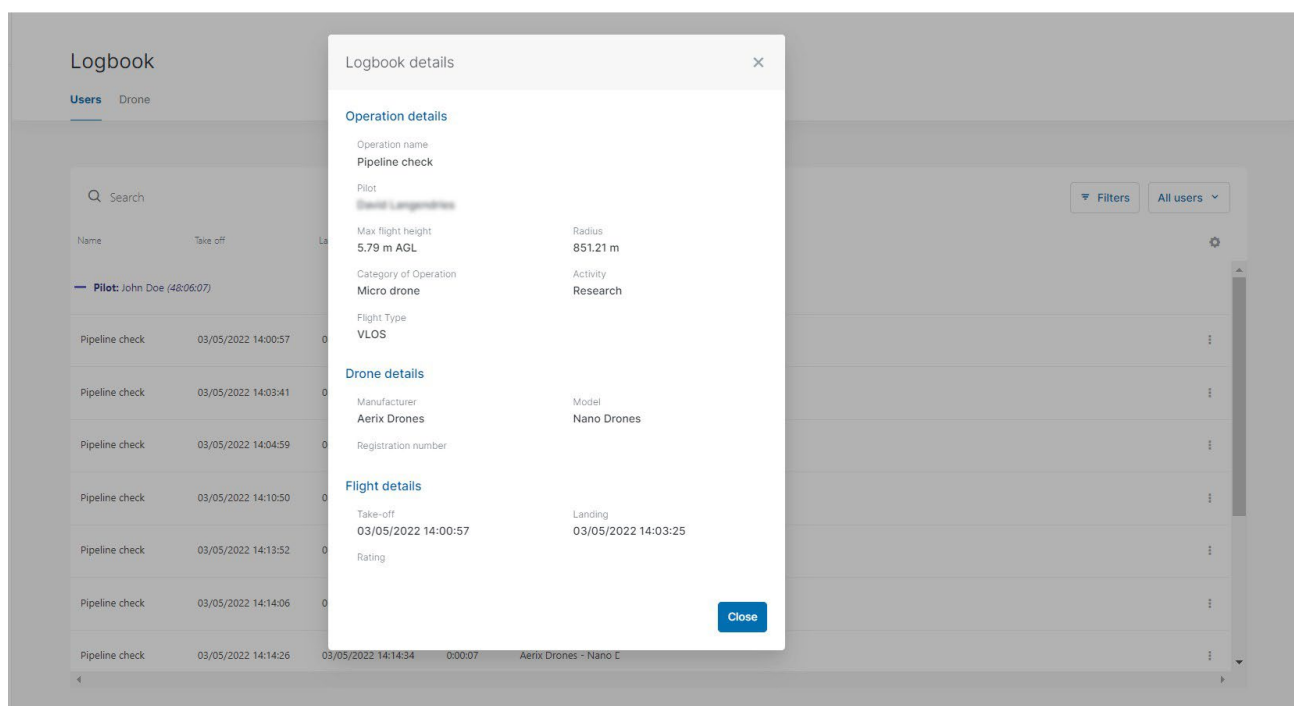 Logbook
Users Drone
Search
Filters All users
Name Take off La
Pilot: John Doe (48:06:07)
Pipeline check 03/05/2022 14:00:57 0
Pipeline check 03/05/2022 14:03:41 0
Pipeline check 03/05/2022 14:04:59 0
Pipeline check 03/05/2022 14:10:50 0
Pipeline check 03/05/2022 14:13:52 0
Pipeline check 03/05/2022 14:14:06 0
Pipeline check 03/05/2022 14:14:26 03/05/2022 14:14:34 0:00:07 Aerix Drones - Nano D
Logbook details
Operation details
Operation name
Pipeline check
Pilot
Max flight height Radius
5.79 m AGL 851.21 m
Category of Operation Activity
Micro drone Research
Flight Type
VLOS
Drone details
Manufacturer Model
Aerix Drones Nano Drones
Registration number
Flight details
Take-off Landing
03/05/2022 14:00:57 03/05/2022 14:03:25
Rating
Close